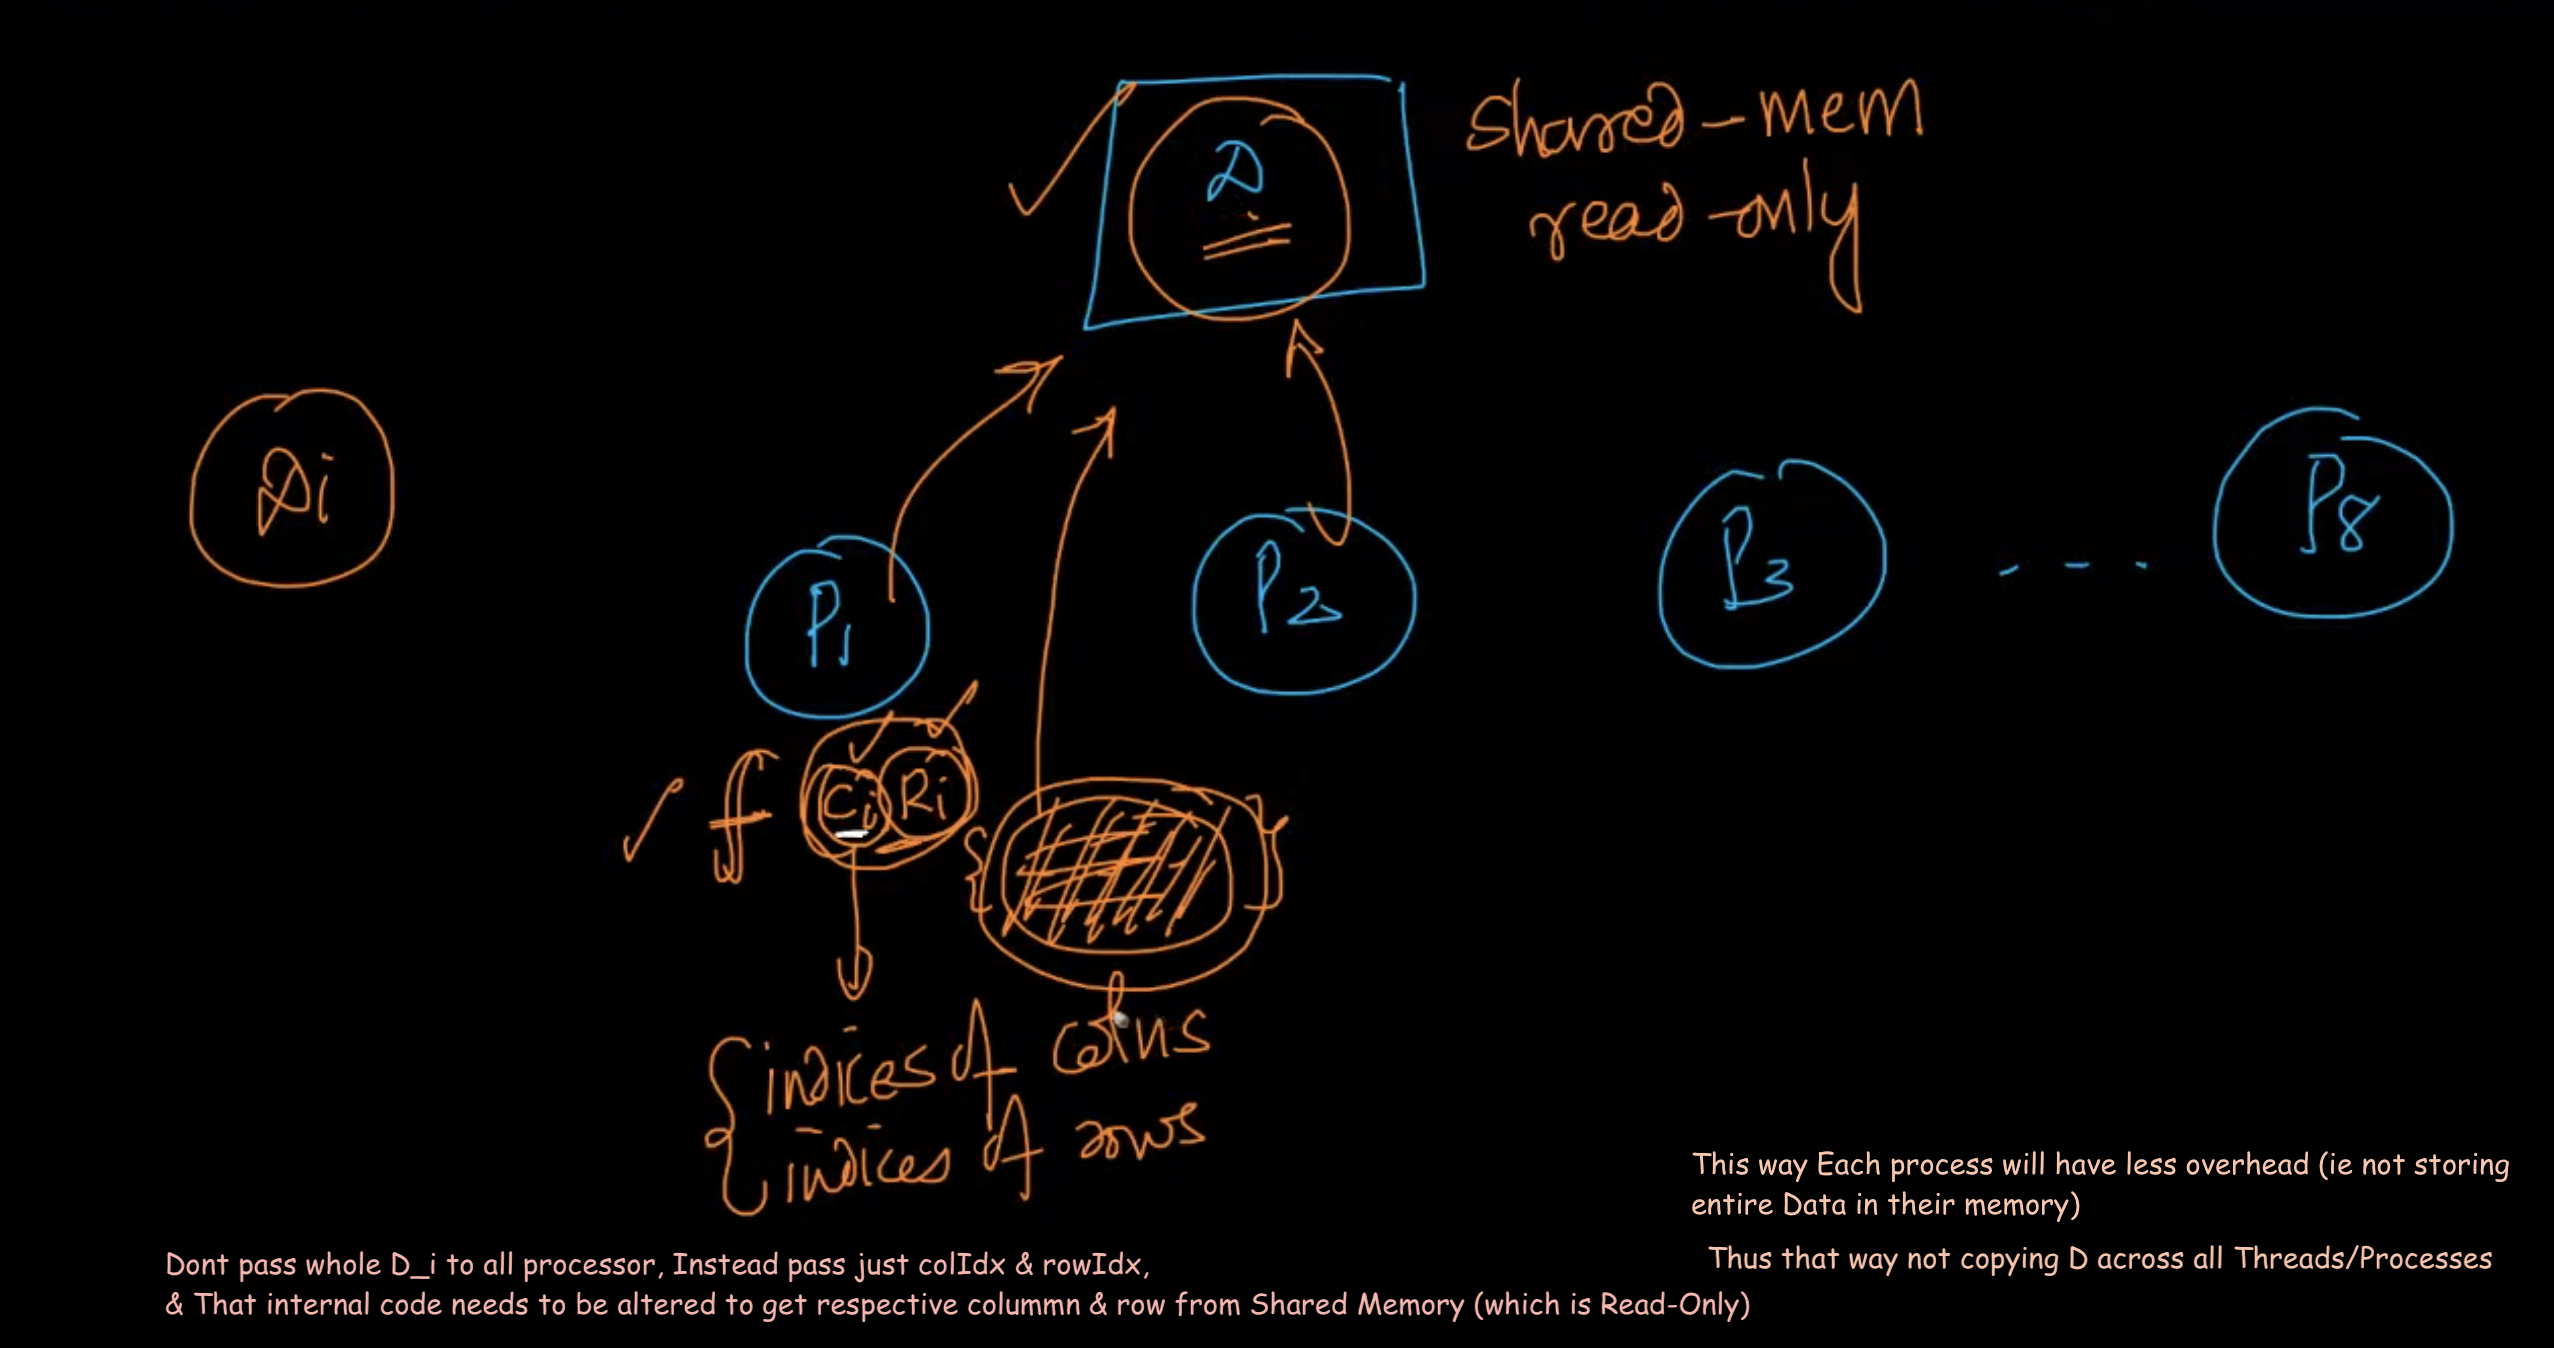 D
shared-mem
read-only
Di
P1
P2
P3
- - -
P8
f
Ci
Ri
{indices of colns
indices of rows
This way Each process will have less overhead (ie not storing
entire Data in their memory)
Thus that way not copying D across all Threads/Processes
Dont pass whole D_i to all processor, Instead pass just colIdx & rowIdx,
& That internal code needs to be altered to get respective colummn & row from Shared Memory (which is Read-Only)